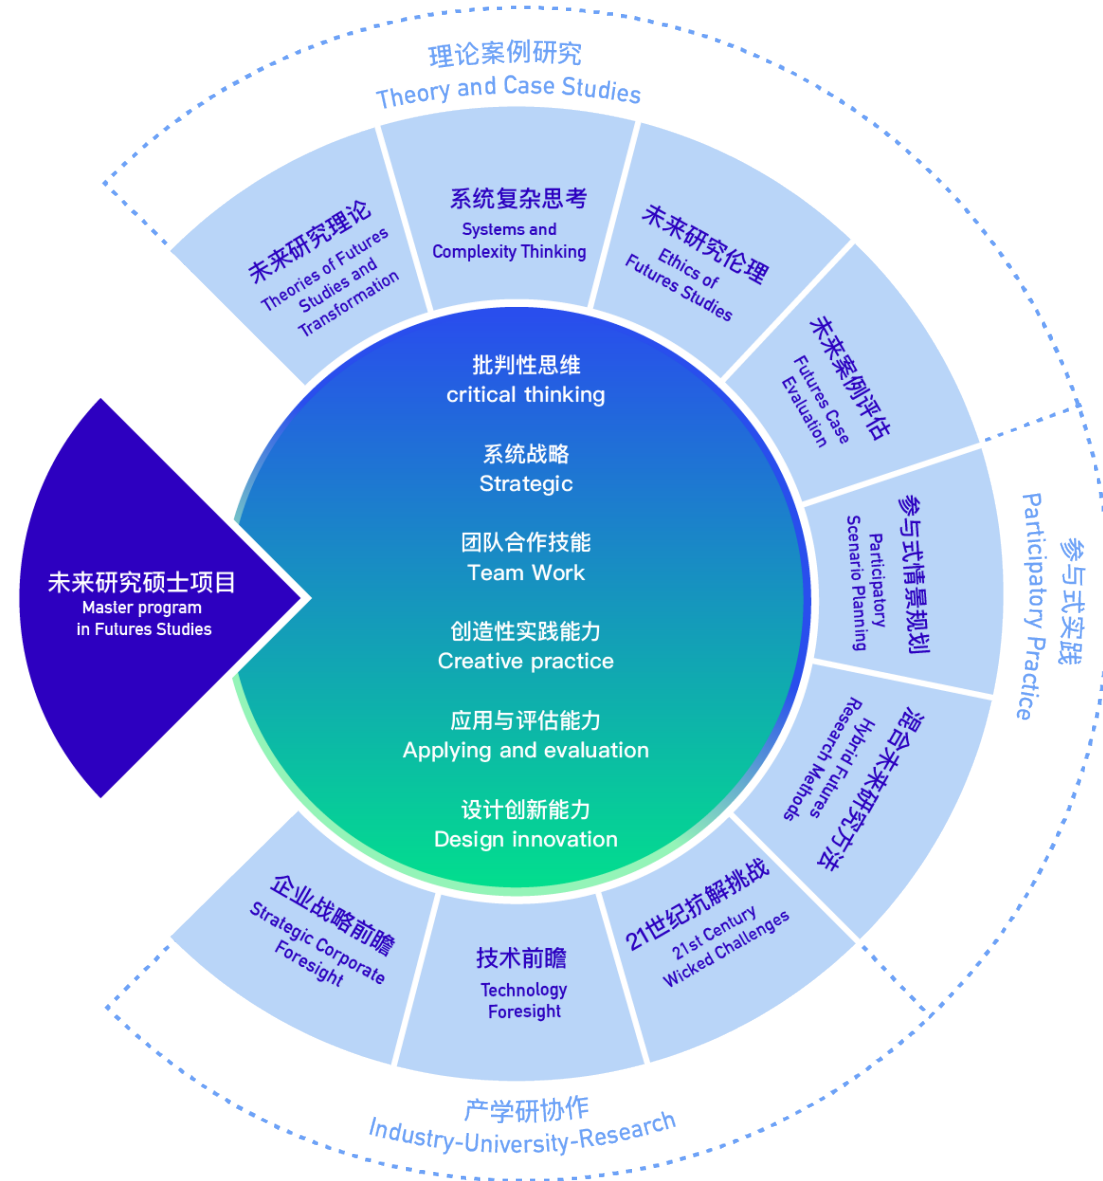 理论案例研究
Theory and Case Studies
未来研究理论
Theories of Futures
Studies and
Transformation
系统复杂思考
Systems and
Complexity Thinking
未来研究伦理
Ethics of
Futures Studies
未来案例评估
Futures Case
Evaluation
参与式实践
Participatory Practice
参与式情景规划
Participatory
Scenario Planning
混合未来研究方法
Hybrid Futures
Research Methods
产学研协作
Industry-University-Research
21世纪抗解挑战
21st Century
Wicked Challenges
技术前瞻
Technology
Foresight
企业战略前瞻
Strategic Corporate
Foresight
未来研究硕士项目
Master program
in Futures Studies
批判性思维
critical thinking
系统战略
Strategic
团队合作技能
Team Work
创造性实践能力
Creative practice
应用与评估能力
Applying and evaluation
设计创新能力
Design innovation